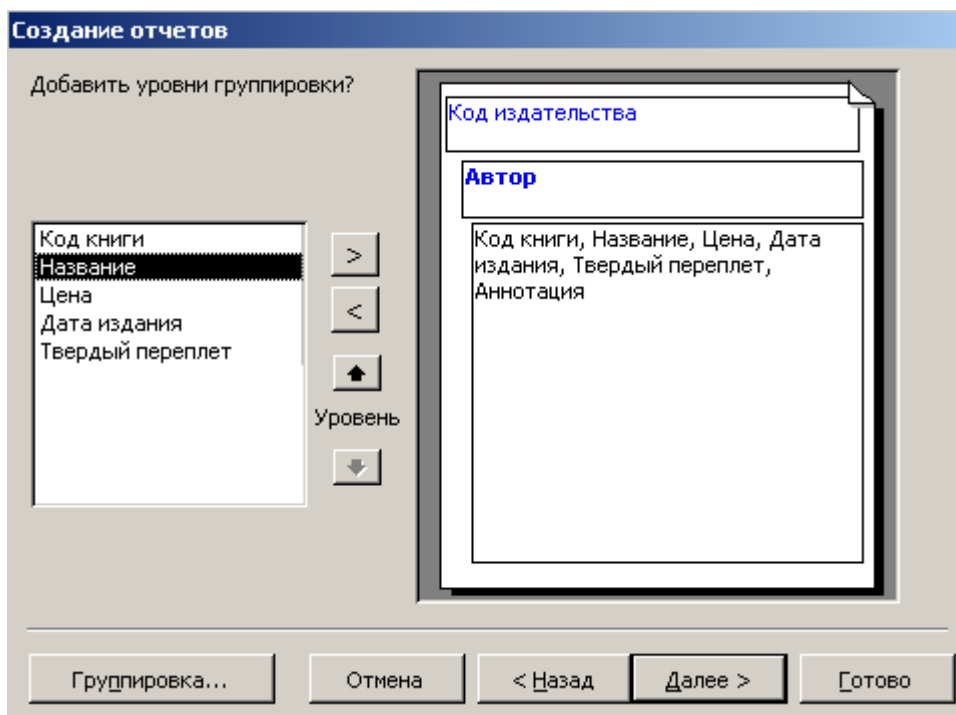 Создание отчетов
Добавить уровни группировки?
Код книги
Название
Цена
Дата издания
Твердый переплет
>
<
Уровень
Код издательства
Автор
Код книги, Название, Цена, Дата
издания, Твердый переплет,
Аннотация
Группировка...
Отмена
< Назад
Далее >
Готово